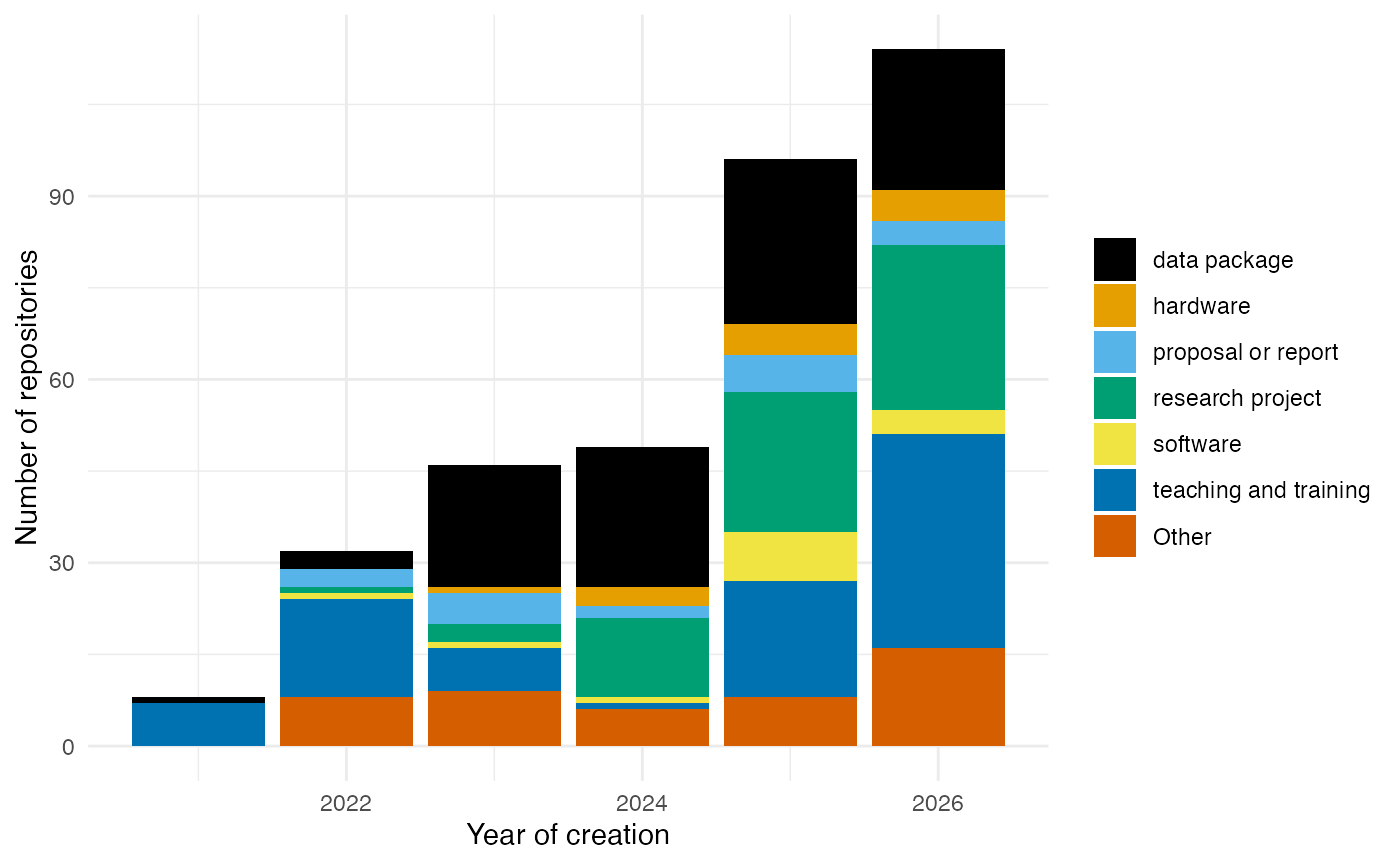 Number of repositories
90
60
30
0
2022
2024
2026
Year of creation
data package
hardware
proposal or report
research project
software
teaching and training
Other